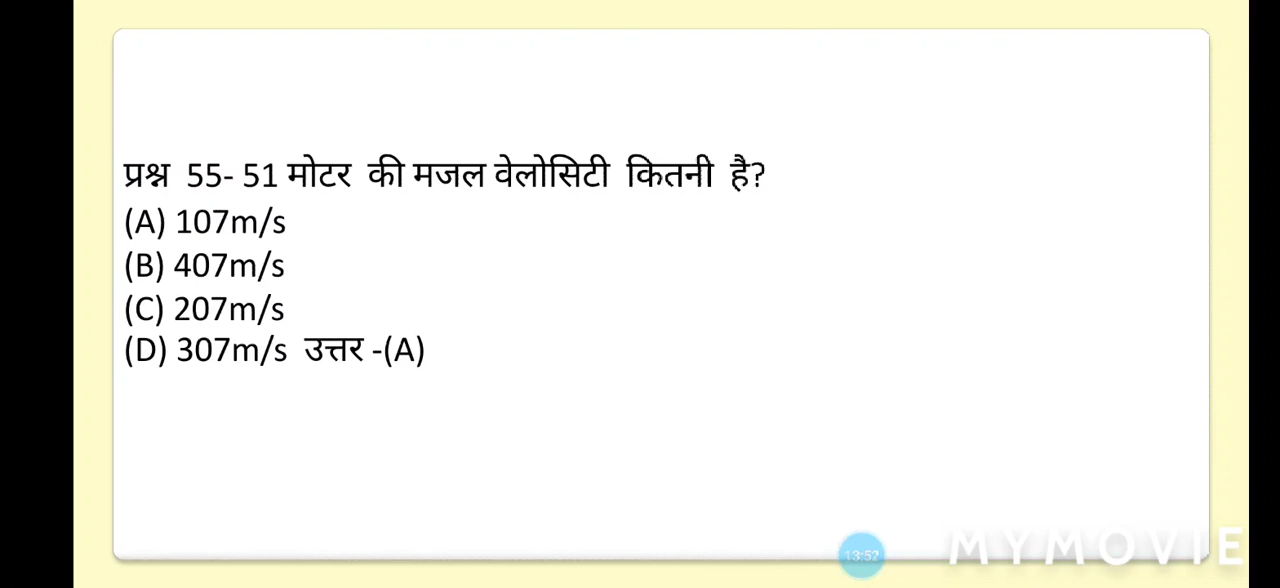 प्रश्न 55- 51 मोटर की मजल वेलोसिटी कितनी है?
(A) 107m/s
(B) 407m/s
(C) 207m/s
(D) 307m/s उत्तर -(A)
13:52
MYMOVIE